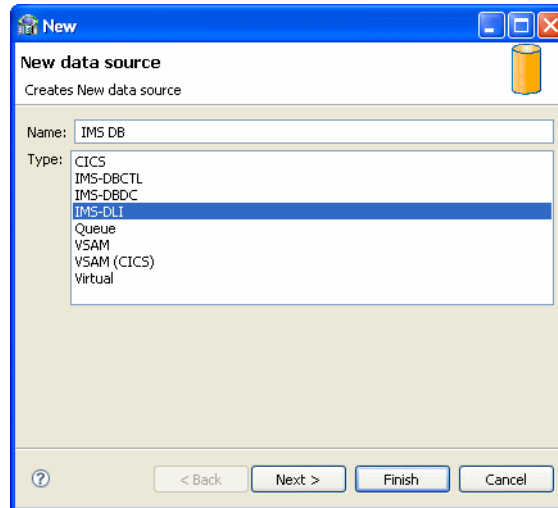 New
New data source
Creates New data source
Name: IMS DB
Type: CICS
IMS-DBCTL
IMS-DBDC
IMS-DLI
Queue
VSAM
VSAM (CICS)
Virtual
? < Back Next > Finish Cancel